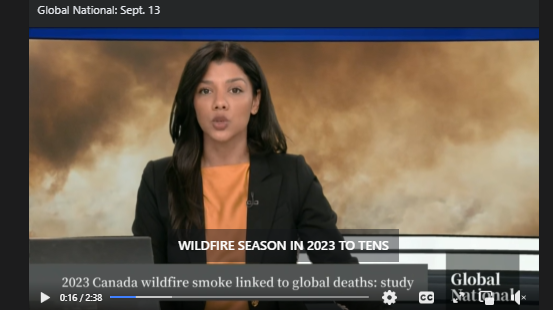 Global National: Sept. 13
WILDFIRE SEASON IN 2023 TO TENS
2023 Canada wildfire smoke linked to global deaths: study
Global
National
0:16 / 2:38
CC